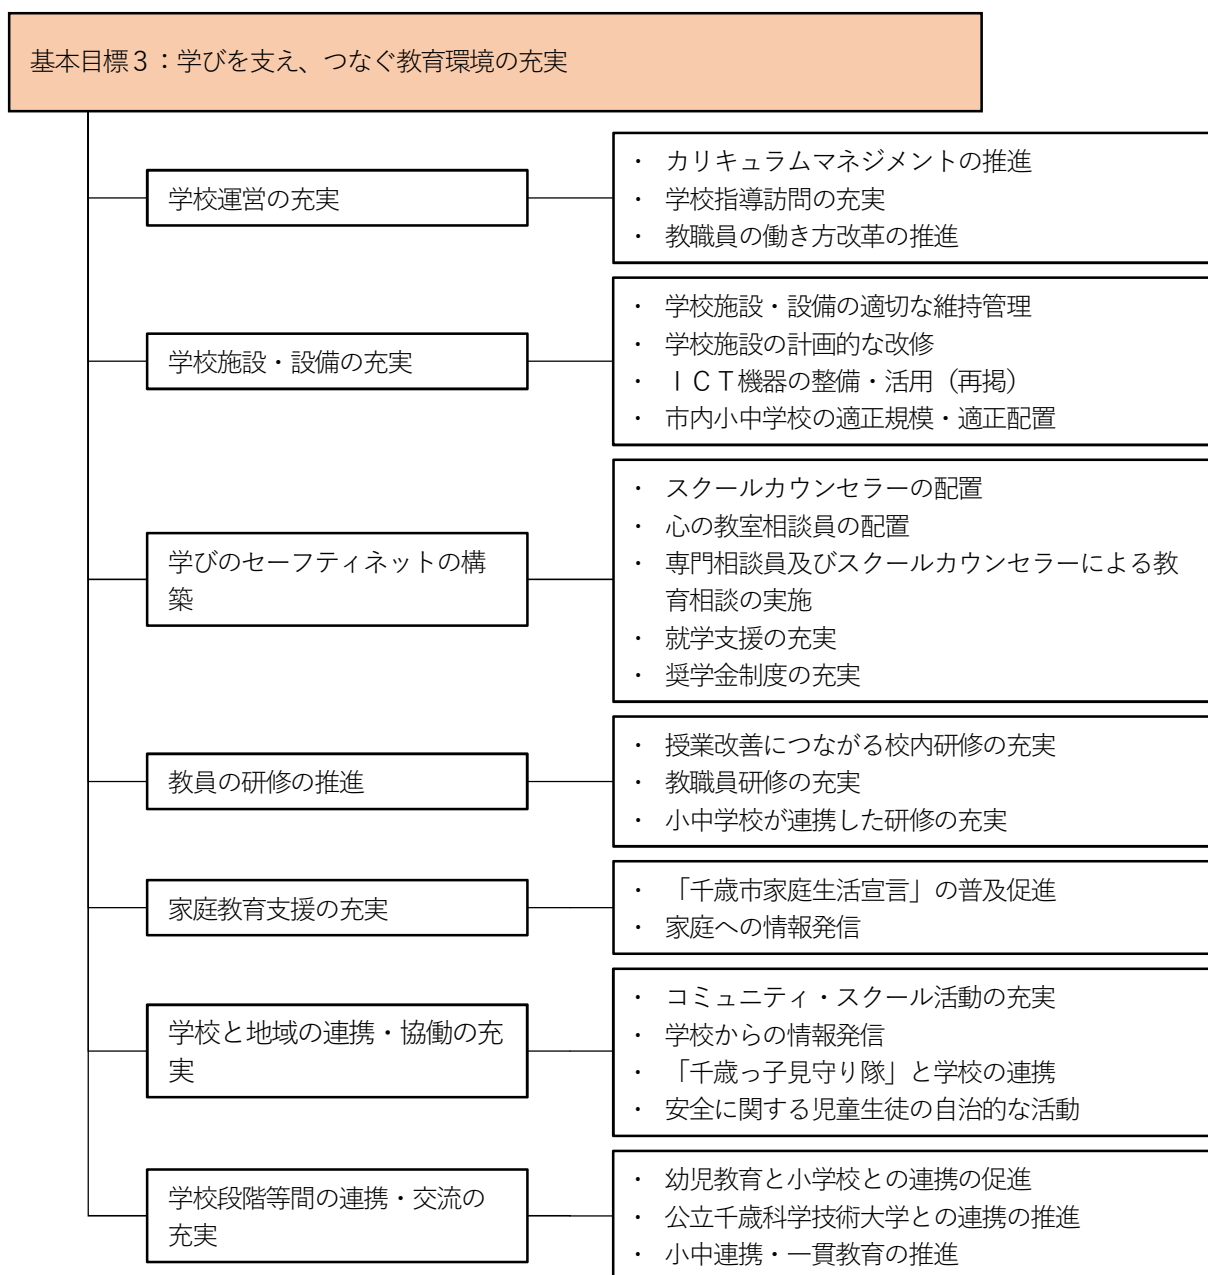 基本目標3：学びを支え、つなぐ教育環境の充実
学校運営の充実
・ カリキュラムマネジメントの推進
・ 学校指導訪問の充実
・ 教職員の働き方改革の推進
学校施設・設備の充実
・ 学校施設・設備の適切な維持管理
・ 学校施設の計画的な改修
・ ＩＣＴ機器の整備・活用（再掲）
・ 市内小中学校の適正規模・適正配置
学びのセーフティネットの構
築
・ スクールカウンセラーの配置
・ 心の教室相談員の配置
・ 専門相談員及びスクールカウンセラーによる教
育相談の実施
・ 就学支援の充実
・ 奨学金制度の充実
教員の研修の推進
・ 授業改善につながる校内研修の充実
・ 教職員研修の充実
・ 小中学校が連携した研修の充実
家庭教育支援の充実
・ 「千歳市家庭生活宣言」の普及促進
・ 家庭への情報発信
学校と地域の連携・協働の充
実
・ コミュニティ・スクール活動の充実
・ 学校からの情報発信
・ 「千歳っ子見守り隊」と学校の連携
・ 安全に関する児童生徒の自治的な活動
学校段階等間の連携・交流の
充実
・ 幼児教育と小学校との連携の促進
・ 公立千歳科学技術大学との連携の推進
・ 小中連携・一貫教育の推進